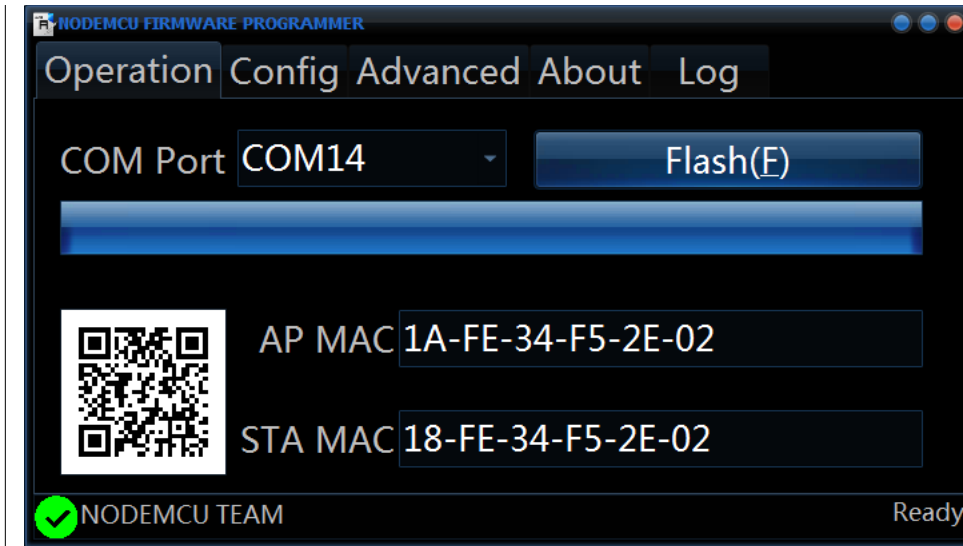 NODEMCU FIRMWARE PROGRAMMER
Operation Config Advanced About Log
COM Port COM14 Flash(F)
AP MAC 1A-FE-34-F5-2E-02
STA MAC 18-FE-34-F5-2E-02
NODEMCU TEAM Ready